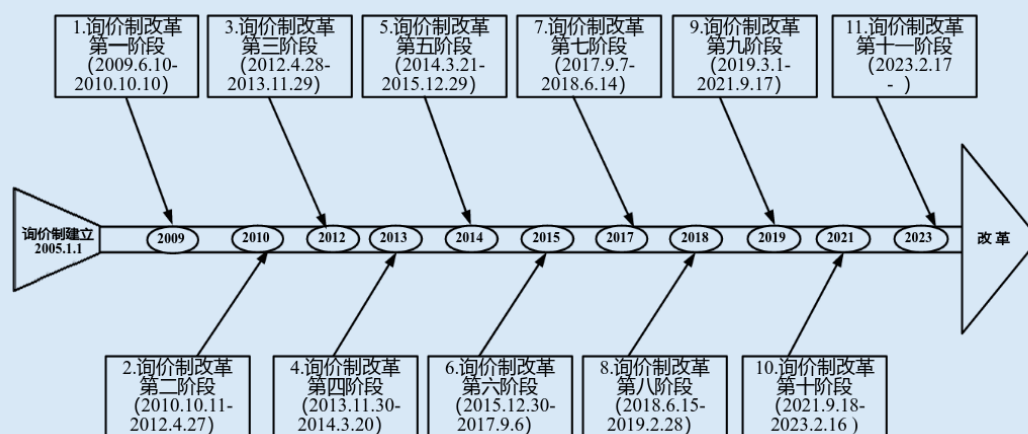 1.询价制改革
第一阶段
(2009.6.10-
2010.10.10)
3.询价制改革
第三阶段
(2012.4.28-
2013.11.29)
5.询价制改革
第五阶段
(2014.3.21-
2015.12.29)
7.询价制改革
第七阶段
(2017.9.7-
2018.6.14)
9.询价制改革
第九阶段
(2019.3.1-
2021.9.17)
11.询价制改革
第十一阶段
(2023.2.17
- )
询价制建立
2005.1.1
2009
2010
2012
2013
2014
2015
2017
2018
2019
2021
2023
改 革
2.询价制改革
第二阶段
(2010.10.11-
2012.4.27)
4.询价制改革
第四阶段
(2013.11.30-
2014.3.20)
6.询价制改革
第六阶段
(2015.12.30-
2017.9.6)
8.询价制改革
第八阶段
(2018.6.15-
2019.2.28)
10.询价制改革
第十阶段
(2021.9.18-
2023.2.16 )